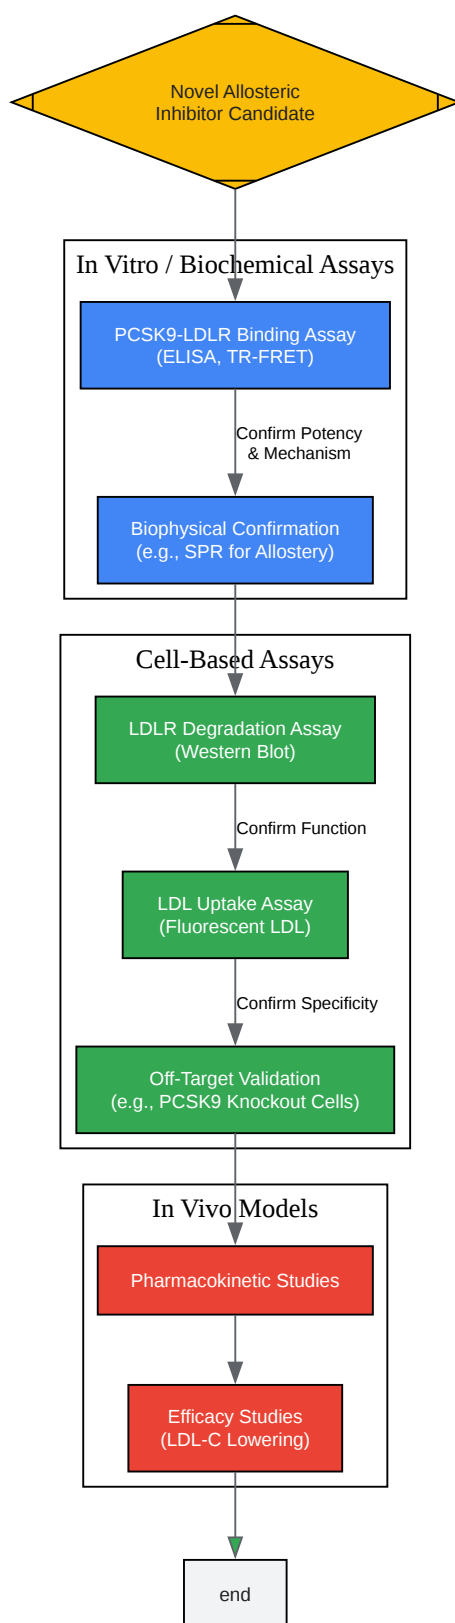 Novel Allosteric
Inhibitor Candidate
In Vitro / Biochemical Assays
PCSK9-LDLR Binding Assay
(ELISA, TR-FRET)
Confirm Potency
& Mechanism
Biophysical Confirmation
(e.g., SPR for Allostery)
Cell-Based Assays
LDLR Degradation Assay
(Western Blot)
Confirm Function
LDL Uptake Assay
(Fluorescent LDL)
Confirm Specificity
Off-Target Validation
(e.g., PCSK9 Knockout Cells)
In Vivo Models
Pharmacokinetic Studies
Efficacy Studies
(LDL-C Lowering)
end